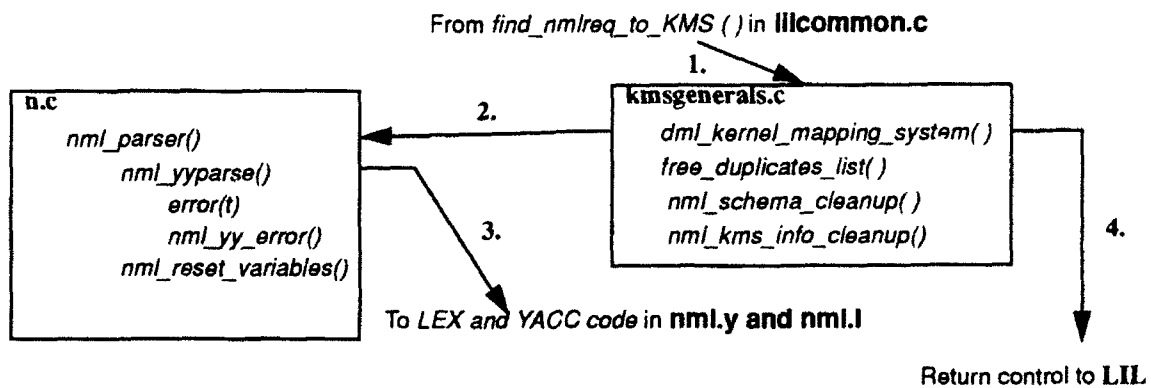 From find_nmlreq_to_KMS ( ) in lilcommon.c
1.
n.c
nml_parser()
nml_yyparse()
error(t)
nml_yy_error()
nml_reset_variables()
2.
kmsgenerals.c
dml_kernel_mapping_system( )
free_duplicates_list( )
nml_schema_cleanup( )
nml_kms_info_cleanup()
3.
4.
To LEX and YACC code in nml.y and nml.l
Return control to LIL